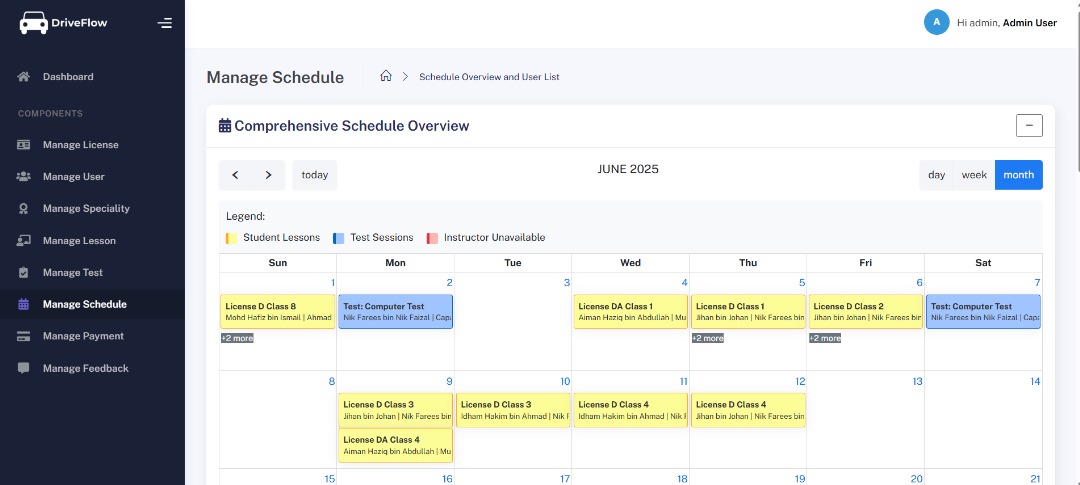 DriveFlow
A
Hi admin, Admin User
Dashboard
COMPONENTS
Manage License
Manage User
Manage Speciality
Manage Lesson
Manage Test
Manage Schedule
Manage Payment
Manage Feedback
Manage Schedule
Schedule Overview and User List
Comprehensive Schedule Overview
today
JUNE 2025
day week month
Legend:
Student Lessons Test Sessions Instructor Unavailable
Sun Mon Tue Wed Thu Fri Sat
1 2 3 4 5 6 7
License D Class 8 Test: Computer Test License DA Class 1 License D Class 1 License D Class 2 Test: Computer Test
Mohd Hafiz bin Ismail | Ahmad Nik Farees bin Nik Faizal | Capa Aiman Haziq bin Abdullah | Mu Jihan bin Johan | Nik Farees bin Jihan bin Johan | Nik Farees bin Nik Farees bin Nik Faizal | Capa
+2 more +2 more +2 more
8 9 10 11 12 13 14
License D Class 3 License D Class 3 License D Class 4 License D Class 4
Jihan bin Johan | Nik Farees bin Idham Hakim bin Ahmad | Nik F Idham Hakim bin Ahmad | Nik F Jihan bin Johan | Nik Farees bin
License DA Class 4
Aiman Haziq bin Abdullah | Mu
15 16 17 18 19 20 21